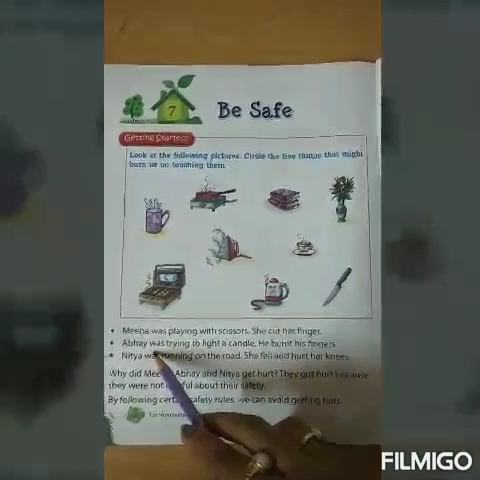 7
Be Safe
Getting Started
Look at the following pictures. Circle the five things that might
burn us on touching them.
Meena was playing with scissors. She cut her finger.
Abhay was trying to light a candle. He burnt his fingers.
Nitya was running on the road. She fell and hurt her knees.
Why did Meena, Abhay and Nitya get hurt? They got hurt because
they were not careful about their safety.
By following certain safety rules, we can avoid getting hurt.
FILMIGO